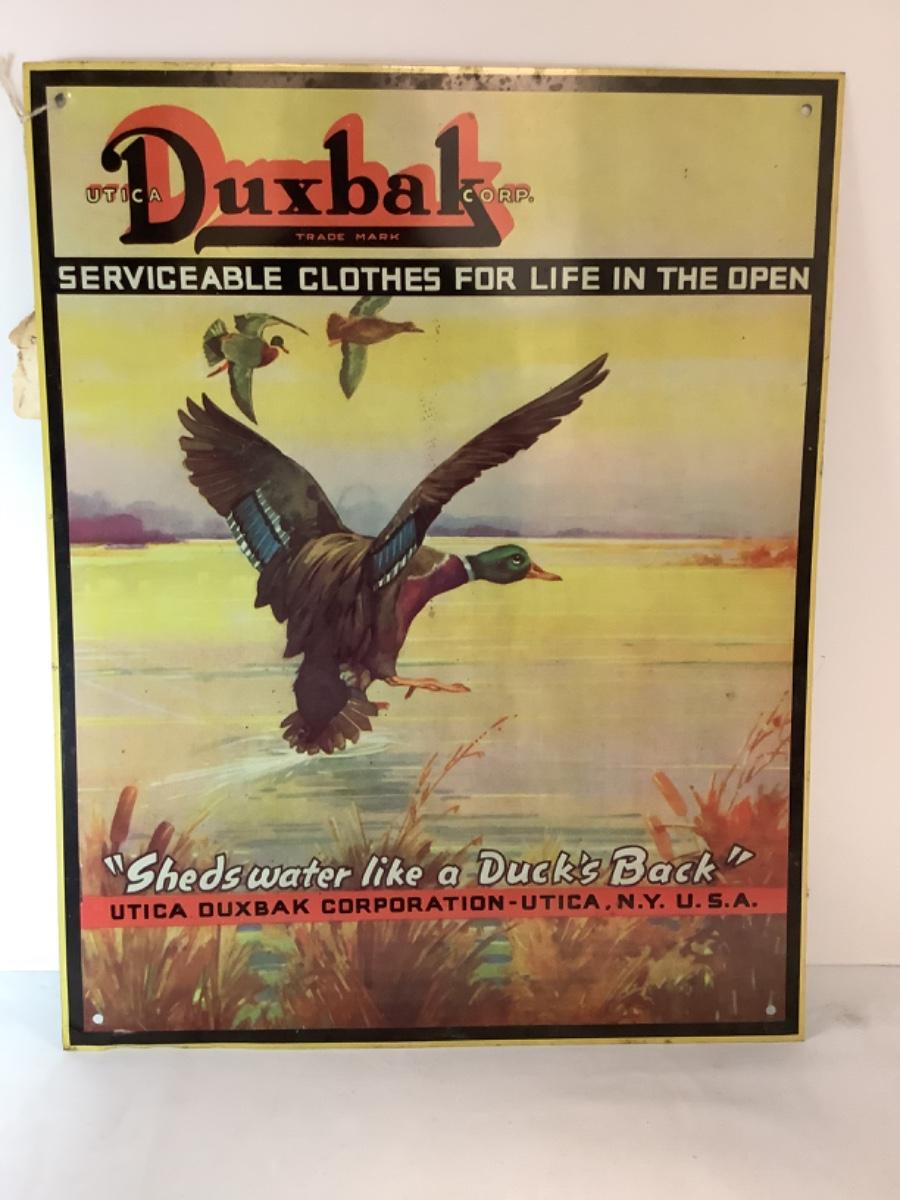 UTICA Duxbak CORP.
TRADE MARK
SERVICEABLE CLOTHES FOR LIFE IN THE OPEN
"Sheds water like a Duck's Back"
UTICA DUXBAK CORPORATION-UTICA, N.Y. U.S.A.